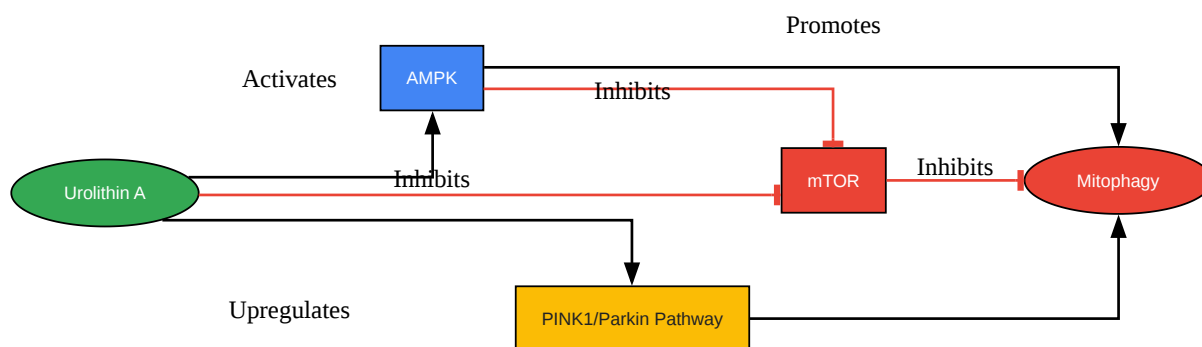 Promotes
Activates
AMPK
Inhibits
Inhibits
Inhibits
Urolithin A
mTOR
Mitophagy
Upregulates
PINK1/Parkin Pathway